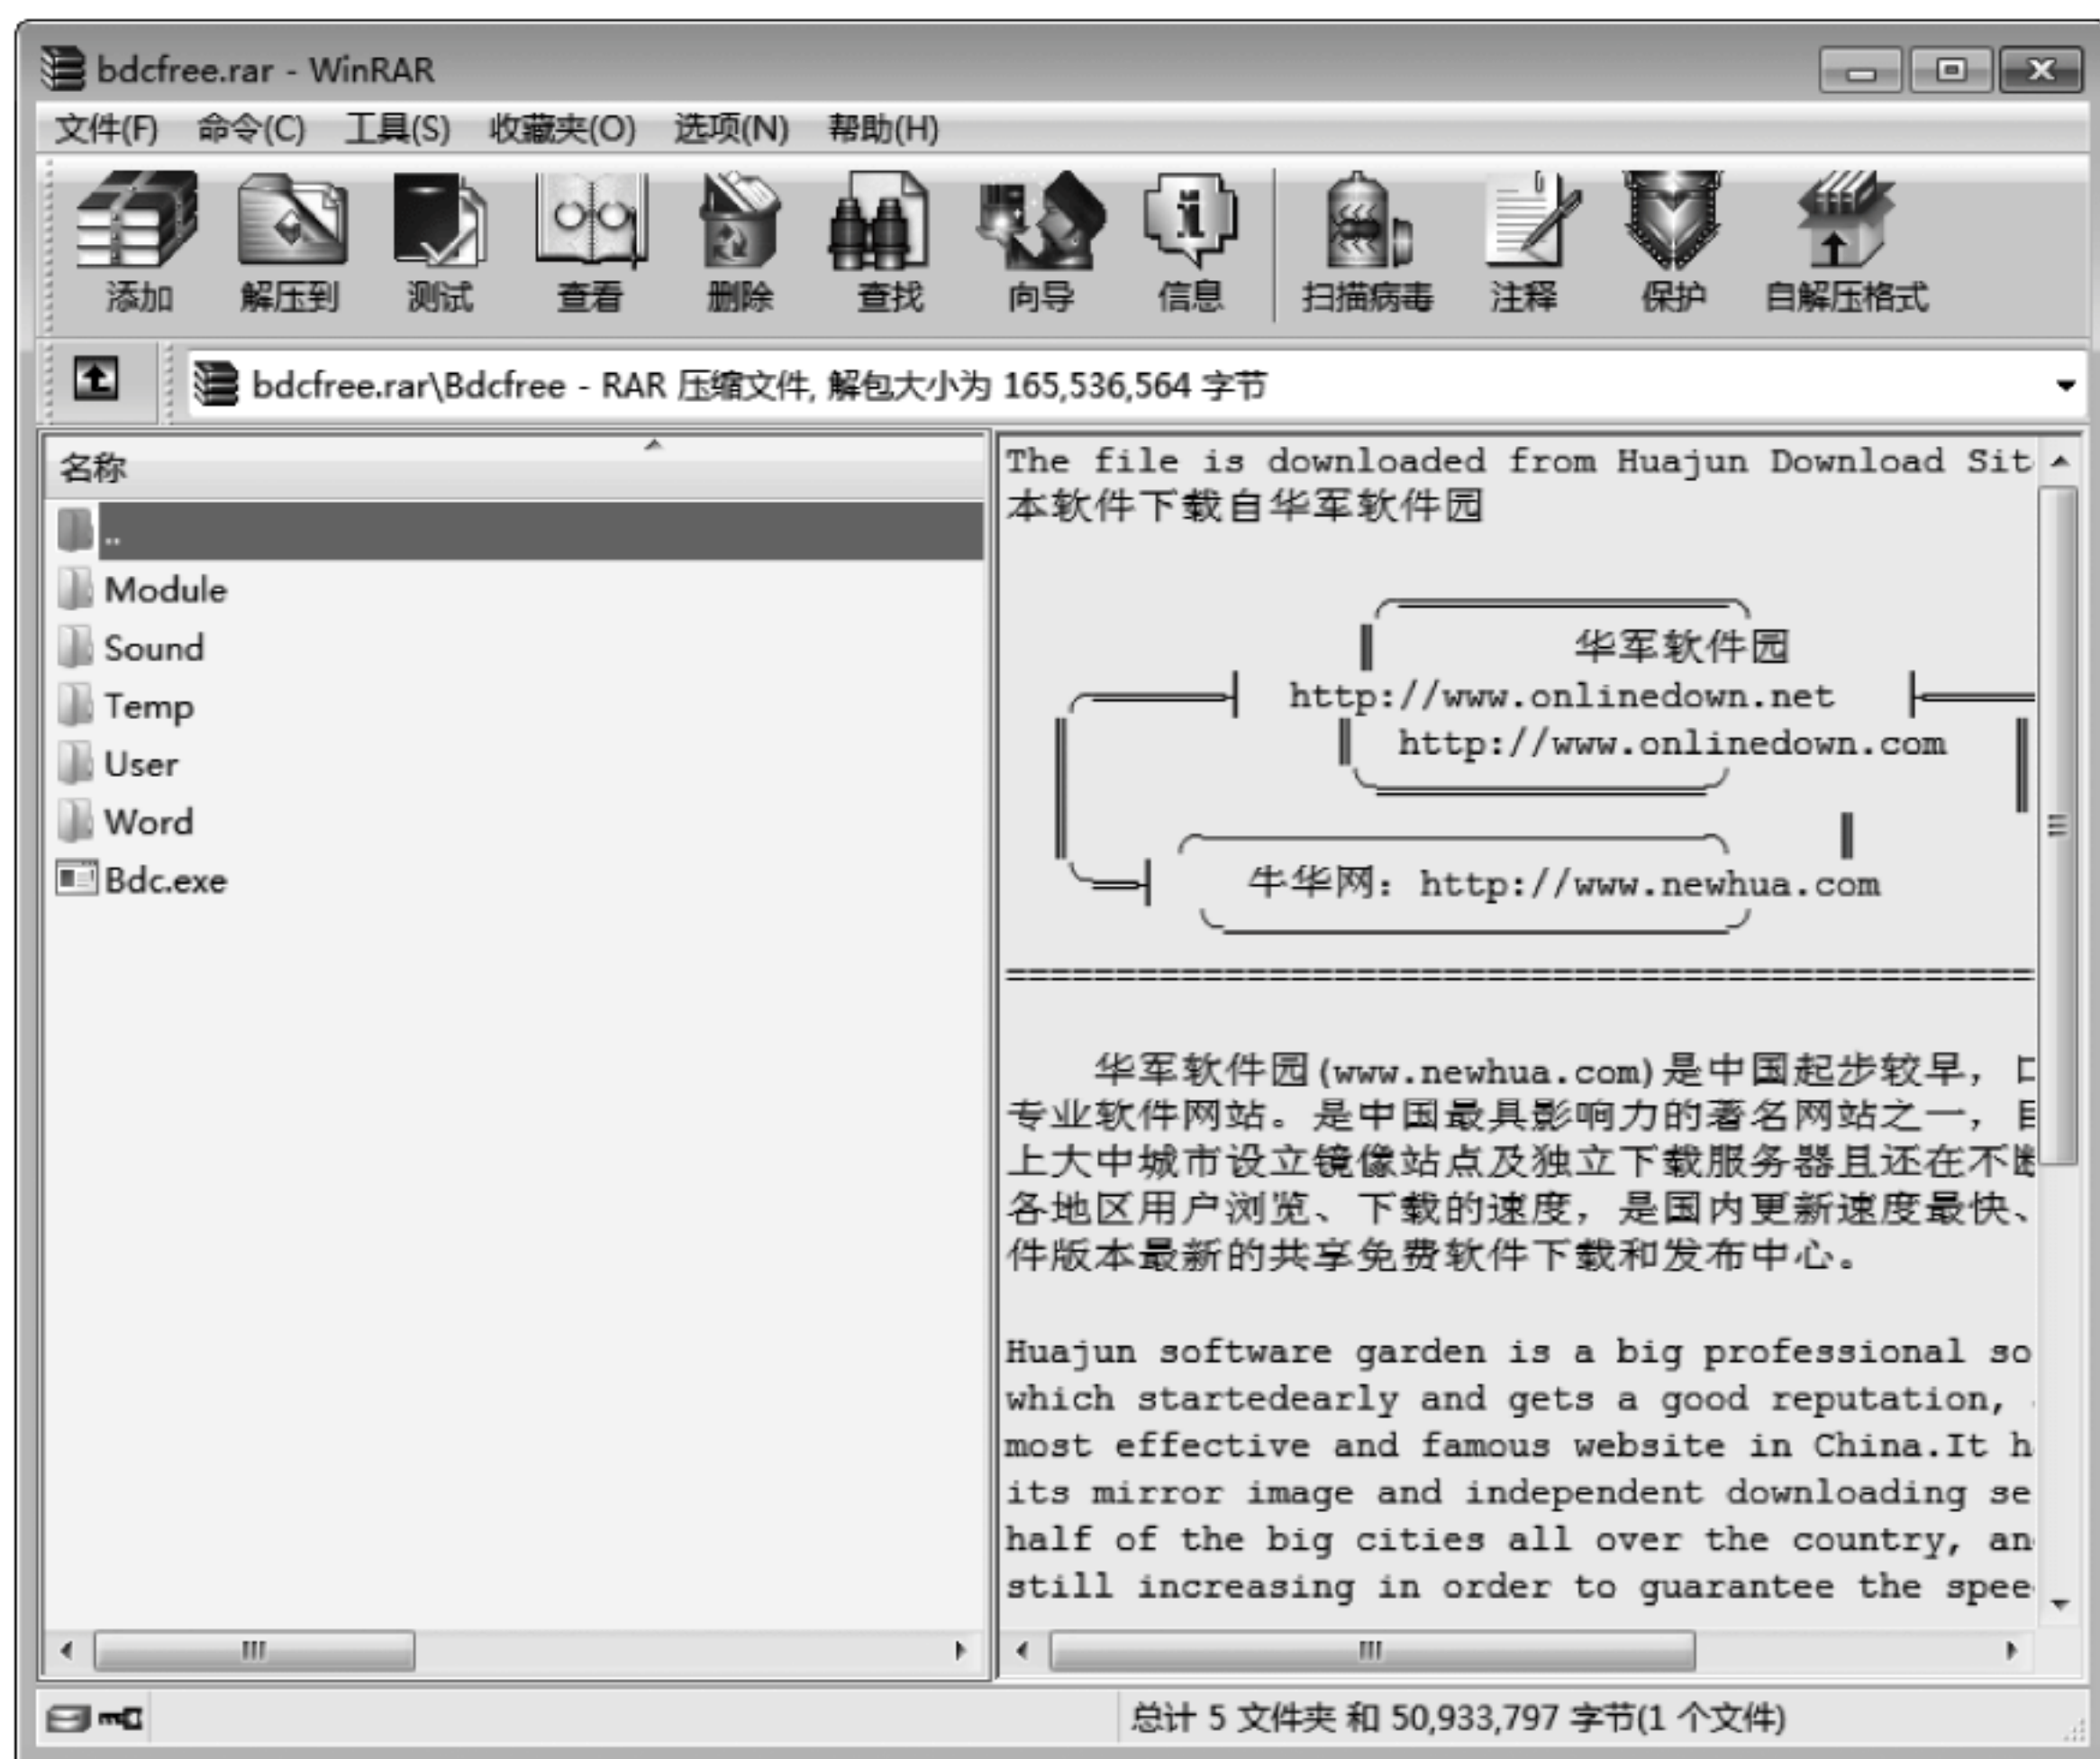 bdcfree.rar - WinRAR
文件(F) 命令(C) 工具(S) 收藏夹(O) 选项(N) 帮助(H)
添加 解压到 测试 查看 删除 查找 向导 信息 扫描病毒 注释 保护 自解压格式
bdcfree.rar\Bdcfree - RAR 压缩文件, 解包大小为 165,536,564 字节
名称
..
Module
Sound
Temp
User
Word
Bdc.exe
The file is downloaded from Huajun Download Sit
本软件下载自华军软件园
华军软件园
http://www.onlinedown.net
http://www.onlinedown.com
牛华网：http://www.newhua.com
===============================================
华军软件园(www.newhua.com)是中国起步较早，
专业软件网站。是中国最具影响力的著名网站之一，
上大中城市设立镜像站点及独立下载服务器且还在不断
各地区用户浏览、下载的速度，是国内更新速度最快、
件版本最新的共享免费软件下载和发布中心。
Huajun software garden is a big professional so
which startedearly and gets a good reputation,
most effective and famous website in China.It h
its mirror image and independent downloading se
half of the big cities all over the country, an
still increasing in order to guarantee the spee
总计 5 文件夹 和 50,933,797 字节(1 个文件)